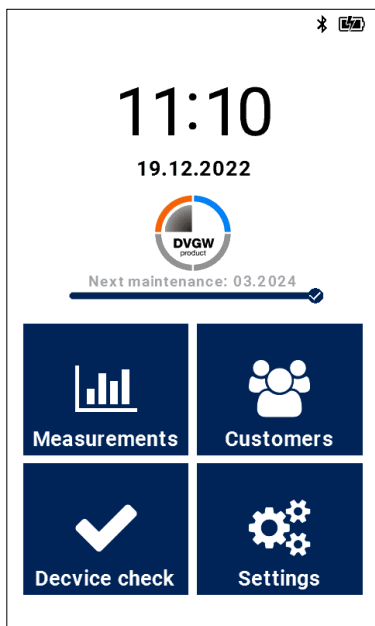 11:10
19.12.2022
DVGW
product
Next maintenance: 03.2024
Measurements
Customers
Decvice check
Settings